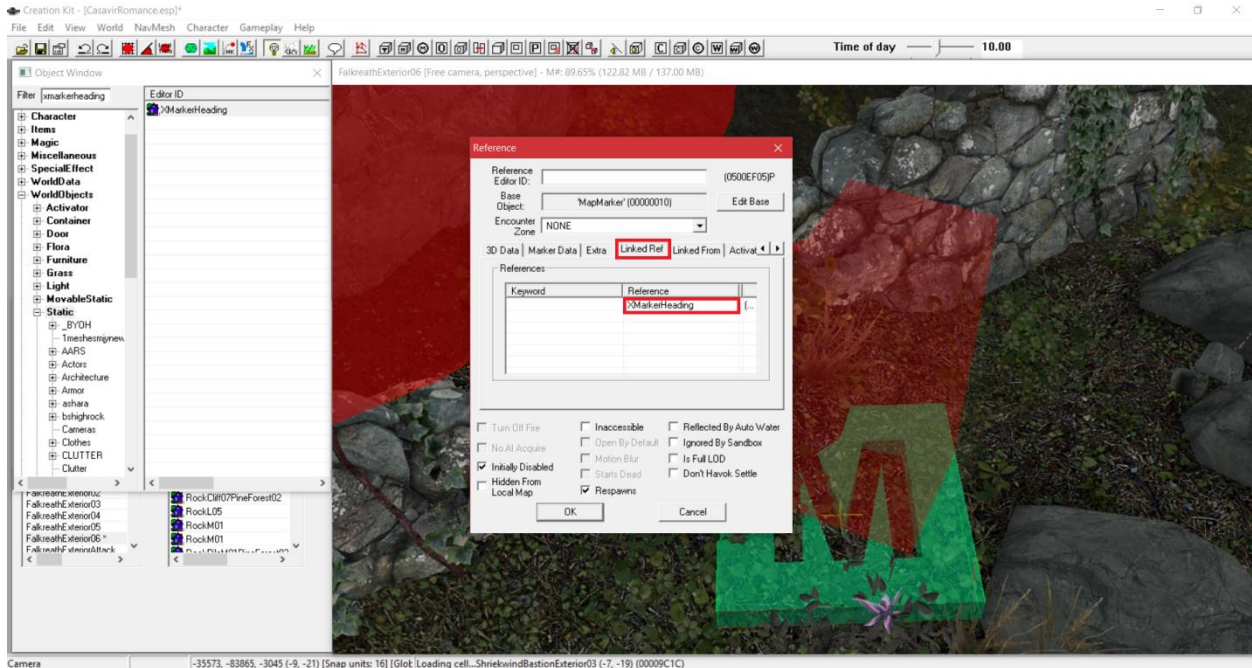 Creation Kit - [CasavirRomance.esp]*
File Edit View World NavMesh Character Gameplay Help
Time of day 10.00
Object Window
Filter xmarkerheading
Editor ID
XMarkerHeading
Character
Items
Magic
Miscellaneous
SpecialEffect
WorldData
WorldObjects
Activator
Container
Door
Flora
Furniture
Grass
Light
MovableStatic
Static
_BYOH
1meshesmjynew
AARS
Actors
Architecture
Armor
ashara
bshighrock
Cameras
Clothes
CLUTTER
Clutter
FalkreathExterior02
FalkreathExterior03
FalkreathExterior04
FalkreathExterior05
FalkreathExterior06 *
FalkreathExteriorAttack
RockCliff07PineForest02
RockL05
RockM01
RockM01
FalkreathExterior06 [Free camera, perspective] - M#: 89.65% (122.82 MB / 137.00 MB)
Reference
Reference
Editor ID:
(0500EF05)P
Base
Object:
'MapMarker' (00000010)
Edit Base
Encounter
Zone
NONE
3D Data Marker Data Extra Linked Ref Linked From Activat
References
Keyword Reference
XMarkerHeading (...
Turn Off Fire
Inaccessible
Reflected By Auto Water
No AI Acquire
Open By Default
Ignored By Sandbox
Motion Blur
Is Full LOD
Initially Disabled
Starts Dead
Don't Havok Settle
Hidden From
Local Map
Respawns
OK
Cancel
Camera
-35573, -83865, -3045 (-9, -21) [Snap units: 16] [Glob Loading cell...ShriekwindBastionExterior03 (-7, -19) (00009C1C)